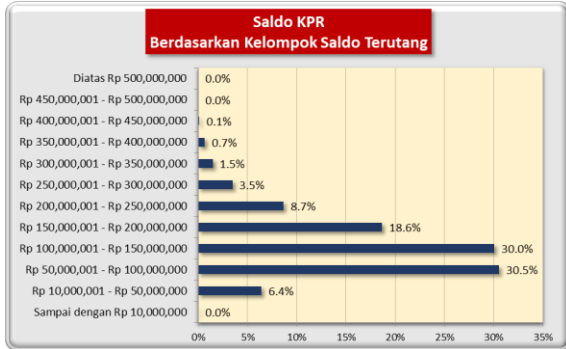 Saldo KPR
Berdasarkan Kelompok Saldo Terutang
Diatas Rp 500,000,000 0.0%
Rp 450,000,001 - Rp 500,000,000 0.0%
Rp 400,000,001 - Rp 450,000,000 0.1%
Rp 350,000,001 - Rp 400,000,000 0.7%
Rp 300,000,001 - Rp 350,000,000 1.5%
Rp 250,000,001 - Rp 300,000,000 3.5%
Rp 200,000,001 - Rp 250,000,000 8.7%
Rp 150,000,001 - Rp 200,000,000 18.6%
Rp 100,000,001 - Rp 150,000,000 30.0%
Rp 50,000,001 - Rp 100,000,000 30.5%
Rp 10,000,001 - Rp 50,000,000 6.4%
Sampai dengan Rp 10,000,000 0.0%
0% 5% 10% 15% 20% 25% 30% 35%